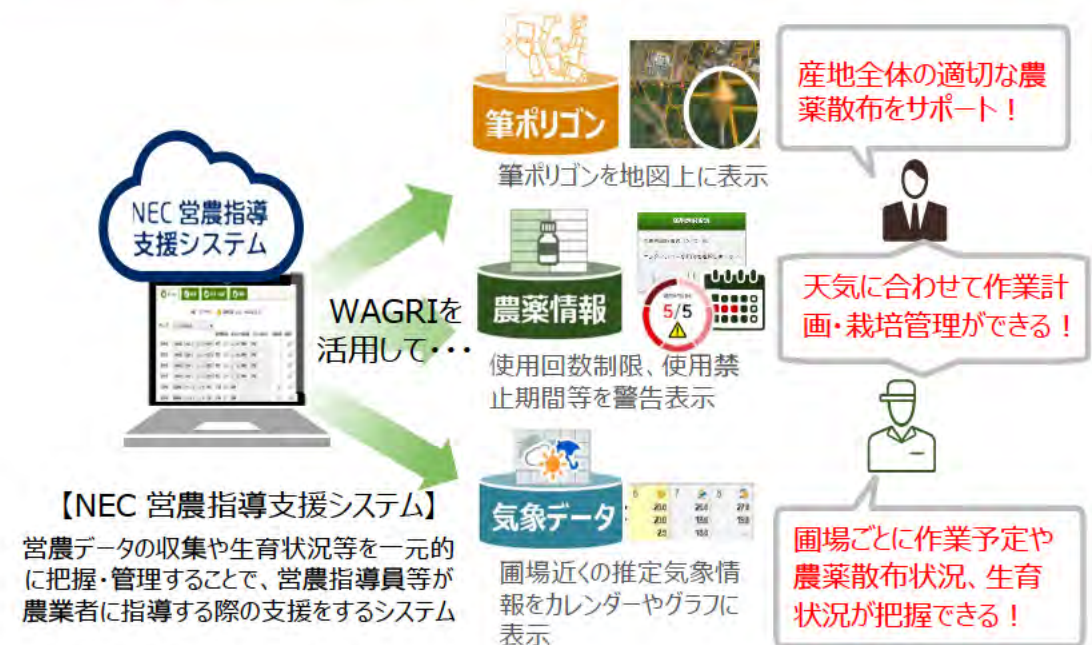 NEC 営農指導
支援システム
WAGRIを
活用して・・・
【NEC 営農指導支援システム】
営農データの収集や生育状況等を一元的
に把握・管理することで、営農指導員等が
農業者に指導する際の支援をするシステム
筆ポリゴン
筆ポリゴンを地図上に表示
農薬情報
5/5
使用回数制限、使用禁
止期間等を警告表示
気象データ
圃場近くの推定気象情
報をカレンダーやグラフに
表示
産地全体の適切な農
薬散布をサポート！
天気に合わせて作業計
画・栽培管理ができる！
圃場ごとに作業予定や
農薬散布状況、生育
状況が把握できる！